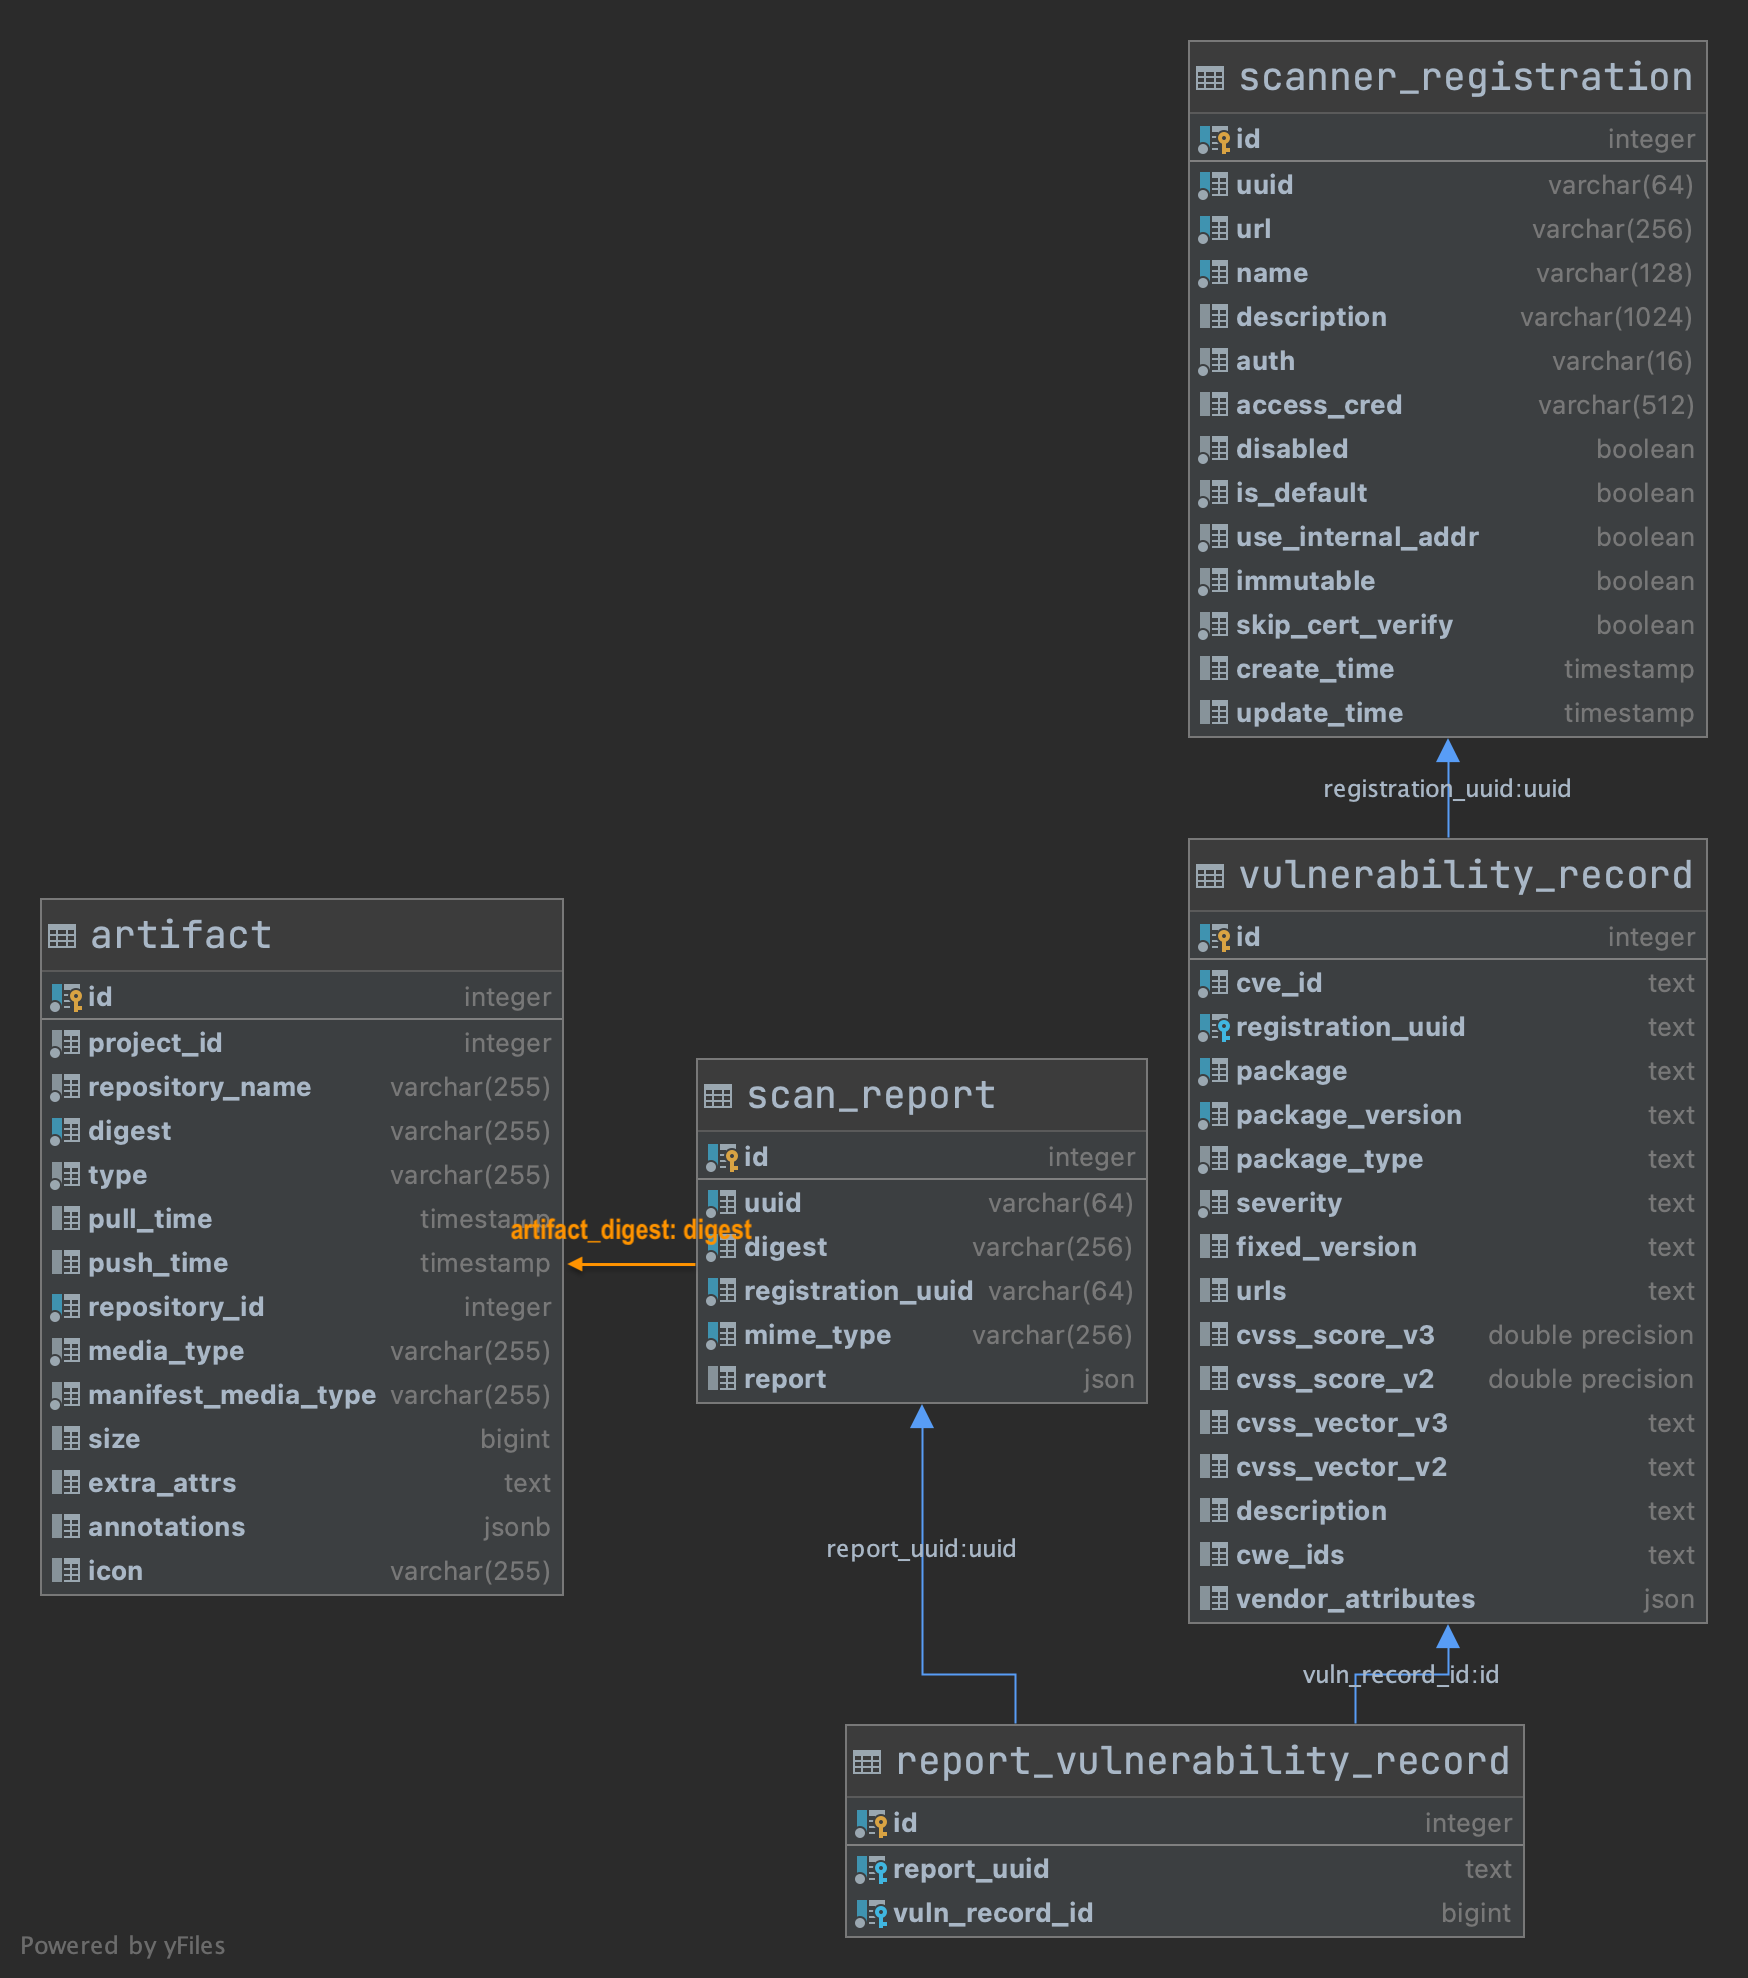 scanner_registration
id integer
uuid varchar(64)
url varchar(256)
name varchar(128)
description varchar(1024)
auth varchar(16)
access_cred varchar(512)
disabled boolean
is_default boolean
use_internal_addr boolean
immutable boolean
skip_cert_verify boolean
create_time timestamp
update_time timestamp
registration_uuid:uuid
vulnerability_record
id integer
cve_id text
registration_uuid text
package text
package_version text
package_type text
severity text
fixed_version text
urls text
cvss_score_v3 double precision
cvss_score_v2 double precision
cvss_vector_v3 text
cvss_vector_v2 text
description text
cwe_ids text
vendor_attributes json
artifact
id integer
project_id integer
repository_name varchar(255)
digest varchar(255)
type varchar(255)
pull_time timestamp
push_time timestamp
repository_id integer
media_type varchar(255)
manifest_media_type varchar(255)
size bigint
extra_attrs text
annotations jsonb
icon varchar(255)
artifact_digest: digest
scan_report
id integer
uuid varchar(64)
digest varchar(256)
registration_uuid varchar(64)
mime_type varchar(256)
report json
report_uuid:uuid
vuln_record_id:id
report_vulnerability_record
id integer
report_uuid text
vuln_record_id bigint
Powered by yFiles